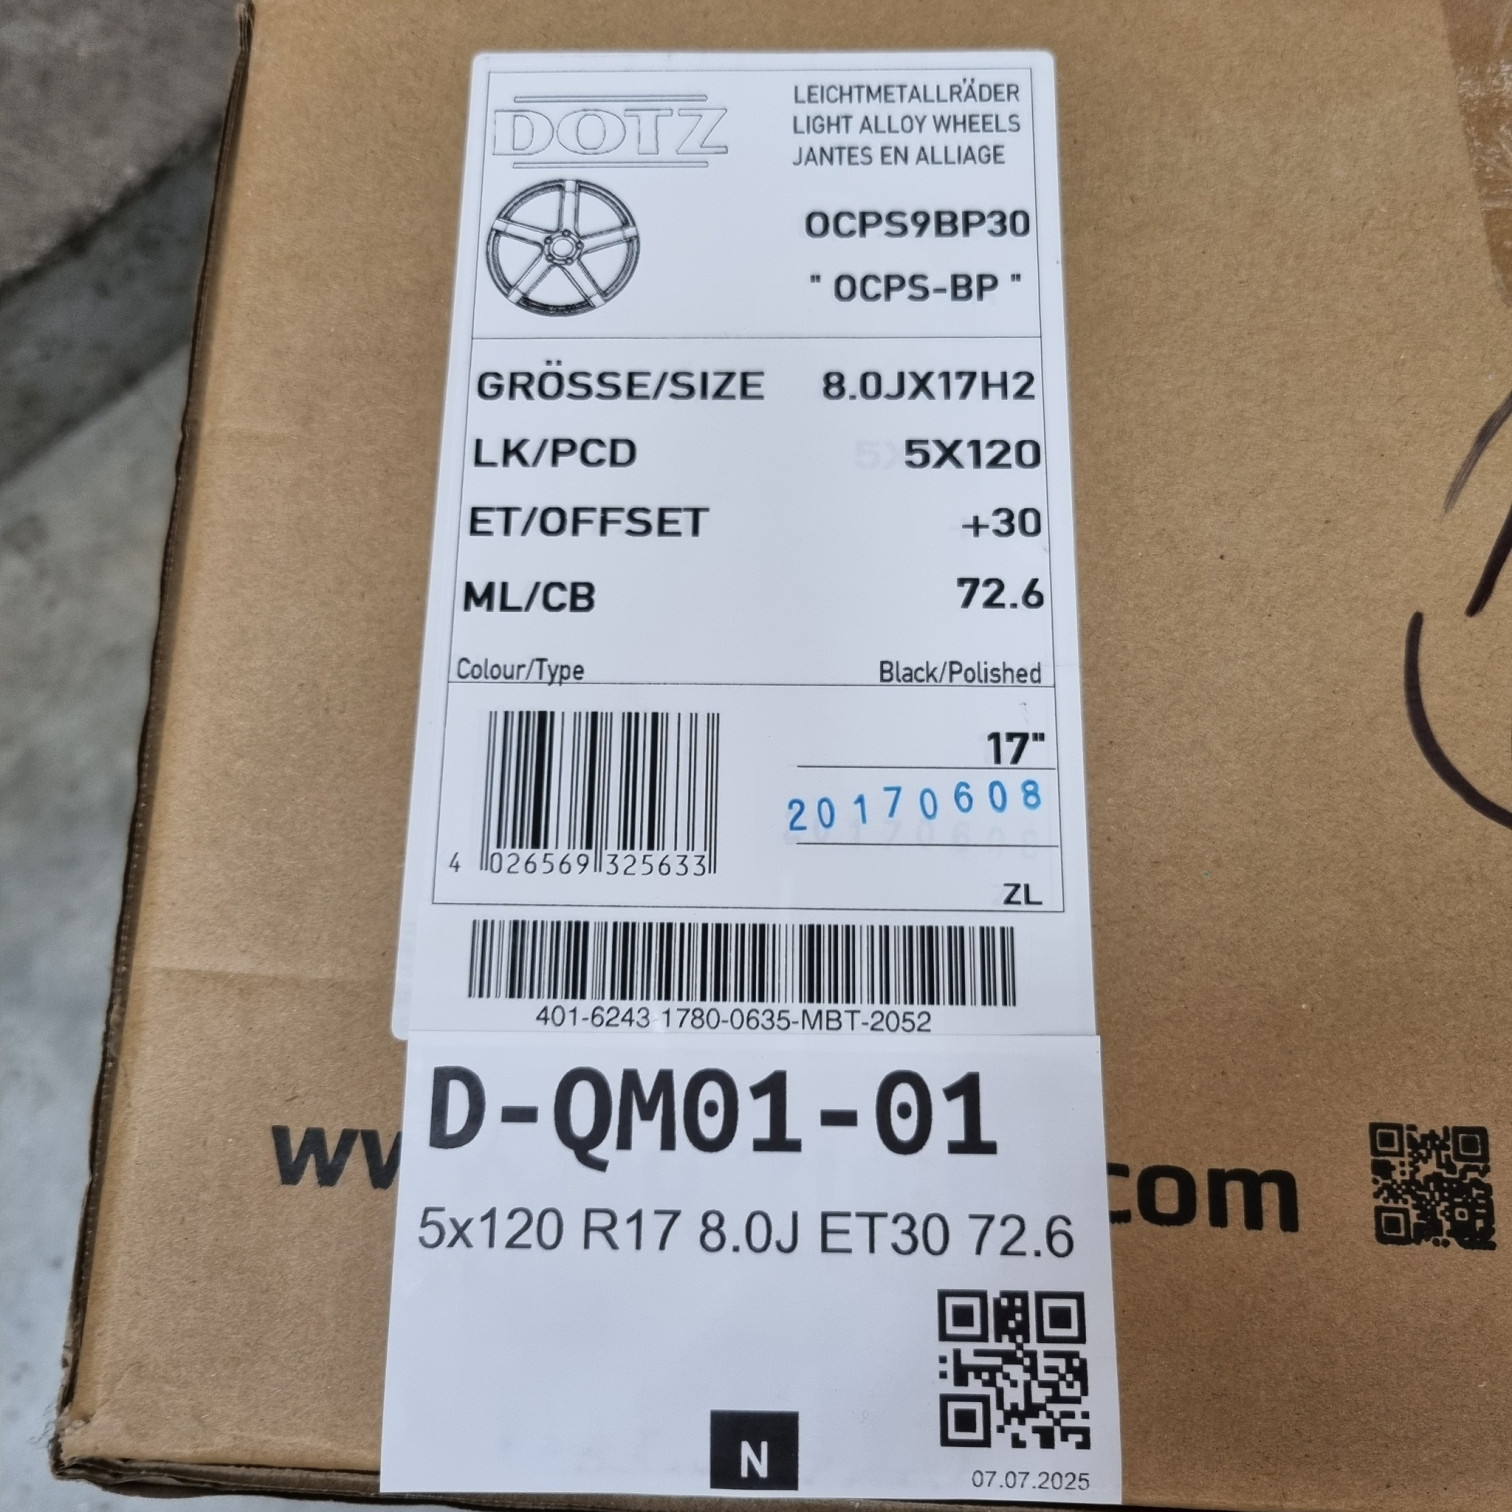 DOTZ
LEICHTMETALLRÄDER
LIGHT ALLOY WHEELS
JANTES EN ALLIAGE
OCPS9BP30
" OCPS-BP "
GRÖSSE/SIZE 8.0JX17H2
LK/PCD 5X120
ET/OFFSET +30
ML/CB 72.6
Colour/Type Black/Polished
17"
20170608
4 026569 325633
ZL
401-6243 1780-0635-MBT-2052
D-QM01-01
5x120 R17 8.0J ET30 72.6
N
07.07.2025